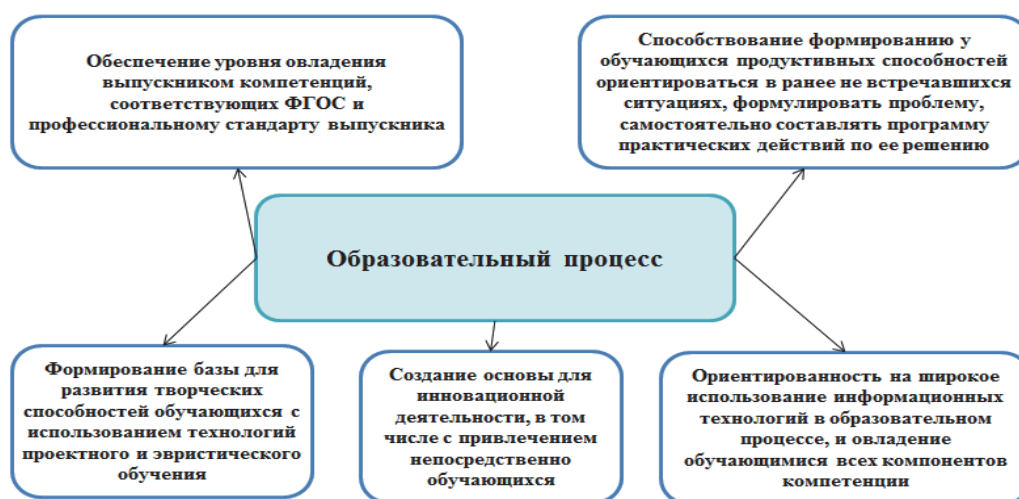 Обеспечение уровня овладения
выпускником компетенций,
соответствующих ФГОС и
профессиональному стандарту выпускника
Способствование формированию у
обучающихся продуктивных способностей
ориентироваться в ранее не встречавшихся
ситуациях, формулировать проблему,
самостоятельно составлять программу
практических действий по ее решению
Образовательный процесс
Формирование базы для
развития творческих
способностей обучающихся с
использованием технологий
проектного и эвристического
обучения
Создание основы для
инновационной
деятельности, в том
числе с привлечением
непосредственно
обучающихся
Ориентированность на широкое
использование информационных
технологий в образовательном
процессе, и овладение
обучающимися всех компонентов
компетенции